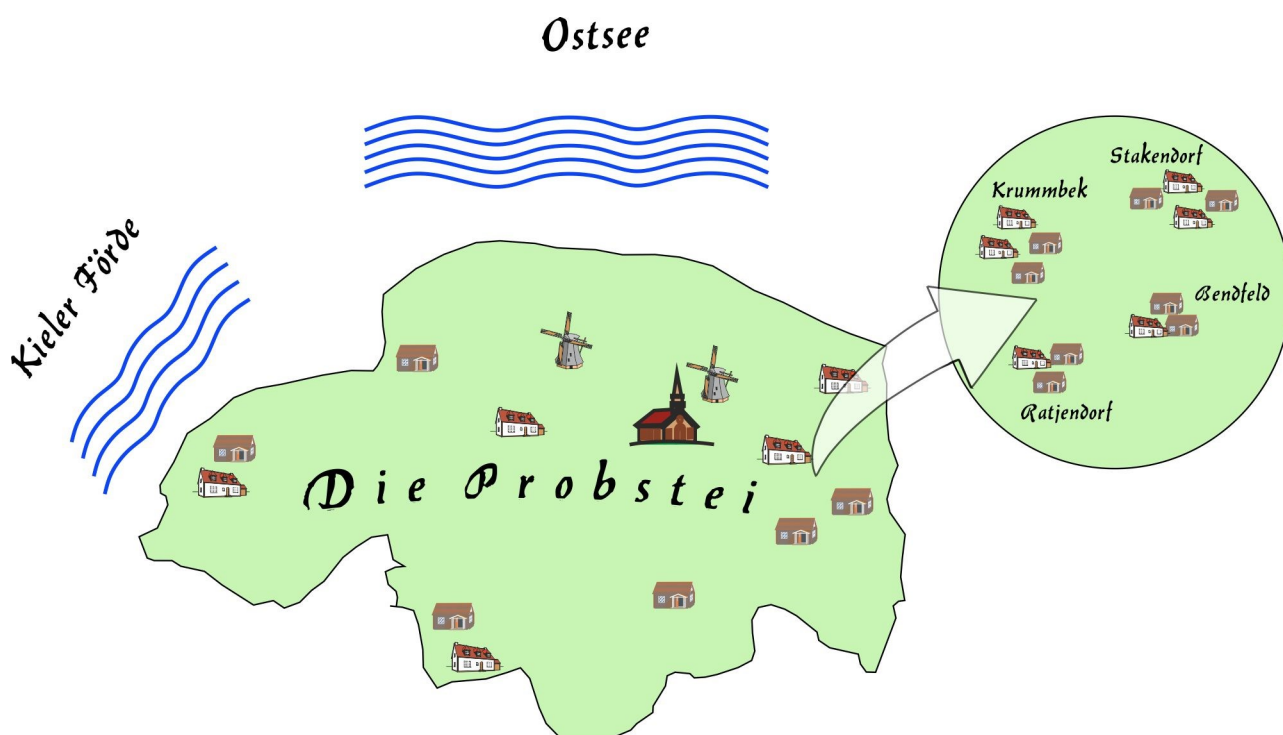 Ostsee
Kieler Förde
Die Probstei
Stakendorf
Krummbek
Bendfeld
Ratjendorf